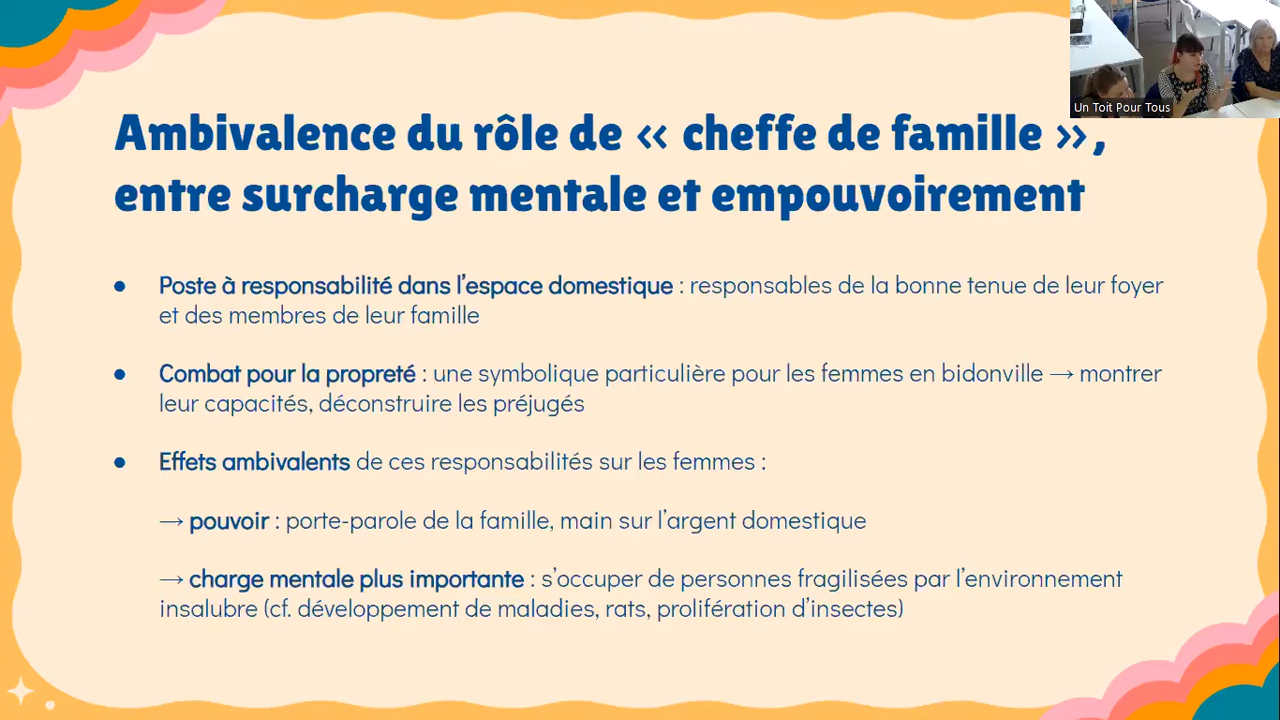 Un Toit Pour Tous
Ambivalence du rôle de « cheffe de famille »,
entre surcharge mentale et empouvoirement
● Poste à responsabilité dans l’espace domestique : responsables de la bonne tenue de leur foyer
et des membres de leur famille
● Combat pour la propreté : une symbolique particulière pour les femmes en bidonville → montrer
leur capacités, déconstruire les préjugés
● Effets ambivalents de ces responsabilités sur les femmes :
→ pouvoir : porte-parole de la famille, main sur l’argent domestique
→ charge mentale plus importante : s’occuper de personnes fragilisées par l’environnement
insalubre (cf. développement de maladies, rats, prolifération d’insectes)